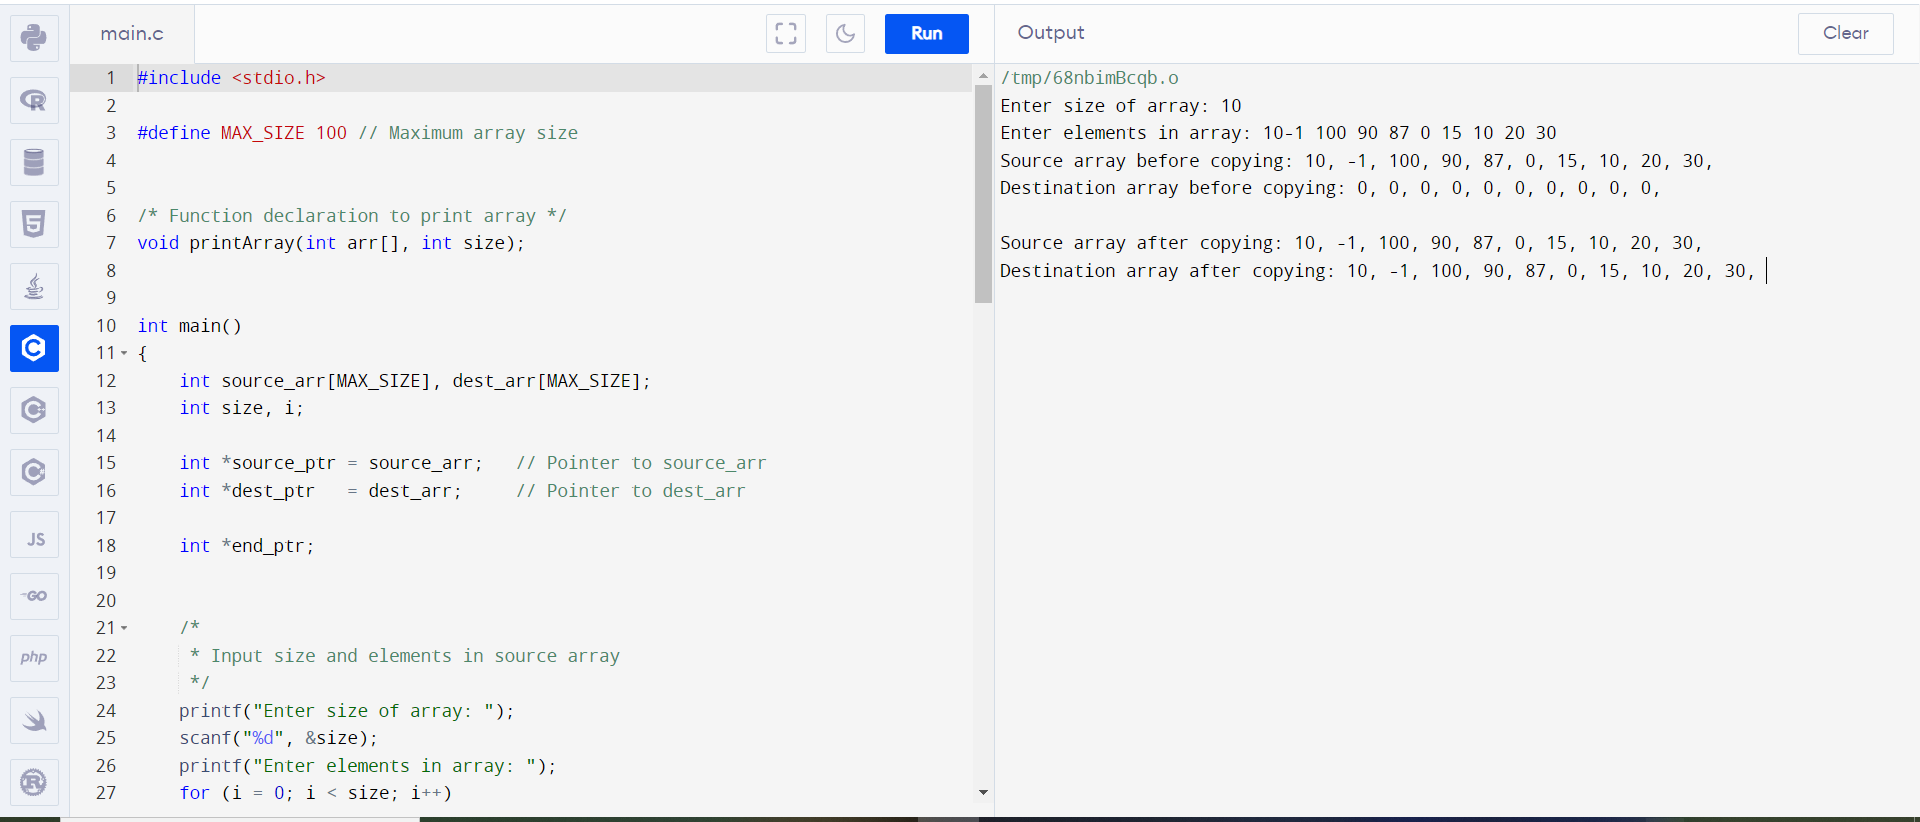 main.c
Run
Output
Clear
1 #include <stdio.h>
2
3 #define MAX_SIZE 100 // Maximum array size
4
5
6 /* Function declaration to print array */
7 void printArray(int arr[], int size);
8
9
10 int main()
11 {
12 int source_arr[MAX_SIZE], dest_arr[MAX_SIZE];
13 int size, i;
14
15 int *source_ptr = source_arr; // Pointer to source_arr
16 int *dest_ptr = dest_arr; // Pointer to dest_arr
17
18 int *end_ptr;
19
20
21 /*
22 * Input size and elements in source array
23 */
24 printf("Enter size of array: ");
25 scanf("%d", &size);
26 printf("Enter elements in array: ");
27 for (i = 0; i < size; i++)
/tmp/68nbimBcqb.o
Enter size of array: 10
Enter elements in array: 10-1 100 90 87 0 15 10 20 30
Source array before copying: 10, -1, 100, 90, 87, 0, 15, 10, 20, 30,
Destination array before copying: 0, 0, 0, 0, 0, 0, 0, 0, 0, 0,
Source array after copying: 10, -1, 100, 90, 87, 0, 15, 10, 20, 30,
Destination array after copying: 10, -1, 100, 90, 87, 0, 15, 10, 20, 30,
R
5
C
C
C
JS
GO
php